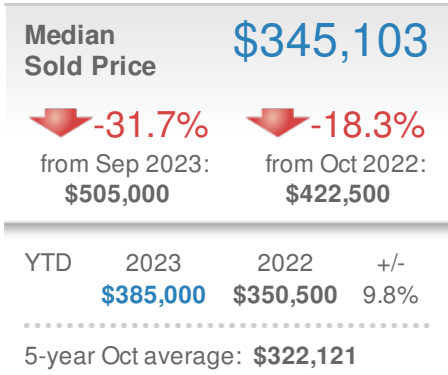 Median $345,103
Sold Price
-31.7% -18.3%
from Sep 2023: from Oct 2022:
$505,000 $422,500
YTD 2023 2022 +/-
$385,000 $350,500 9.8%
5-year Oct average: $322,121